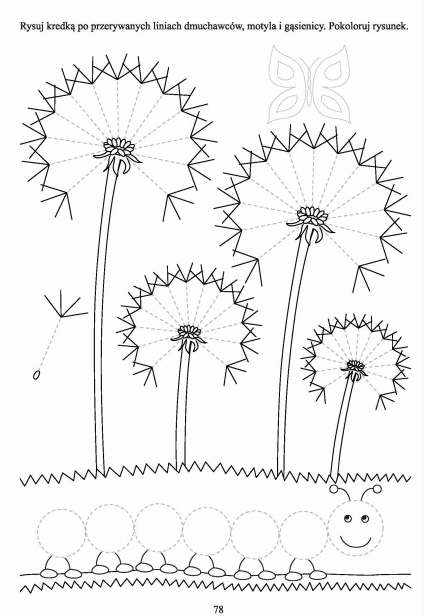 Rysuj kredką po przerywanych liniach dmuchawców, motyla i gąsienicy. Pokoloruj rysunek.
78